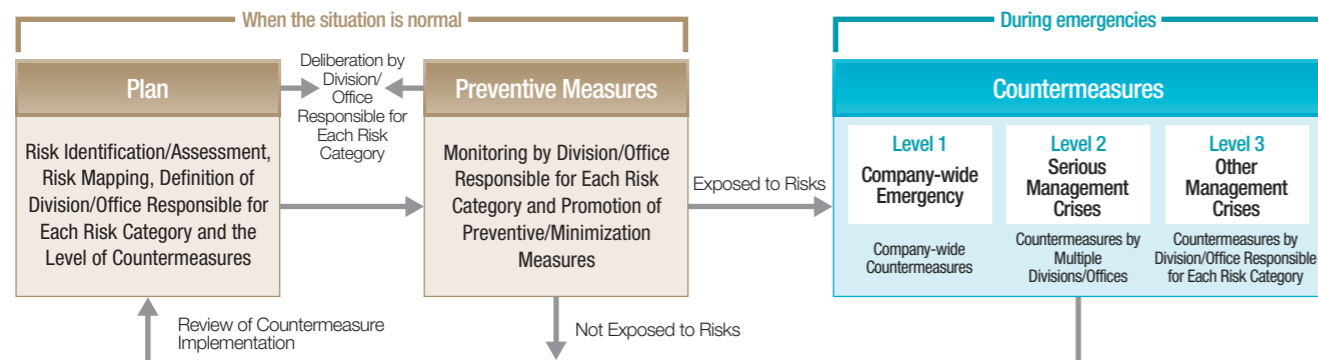 When the situation is normal
During emergencies
Plan
Deliberation by
Division/
Office
Responsible for
Each Risk
Category
Preventive Measures
Countermeasures
Risk Identification/Assessment,
Risk Mapping, Definition of
Division/Office Responsible for
Each Risk Category and the
Level of Countermeasures
Monitoring by Division/Office
Responsible for Each Risk
Category and Promotion of
Preventive/Minimization
Measures
Exposed to Risks
Level 1
Company-wide
Emergency
Company-wide
Countermeasures
Level 2
Serious
Management
Crises
Countermeasures by
Multiple
Divisions/Offices
Level 3
Other
Management
Crises
Countermeasures by
Division/Office Responsible
for Each Risk Category
Review of Countermeasure
Implementation
Not Exposed to Risks